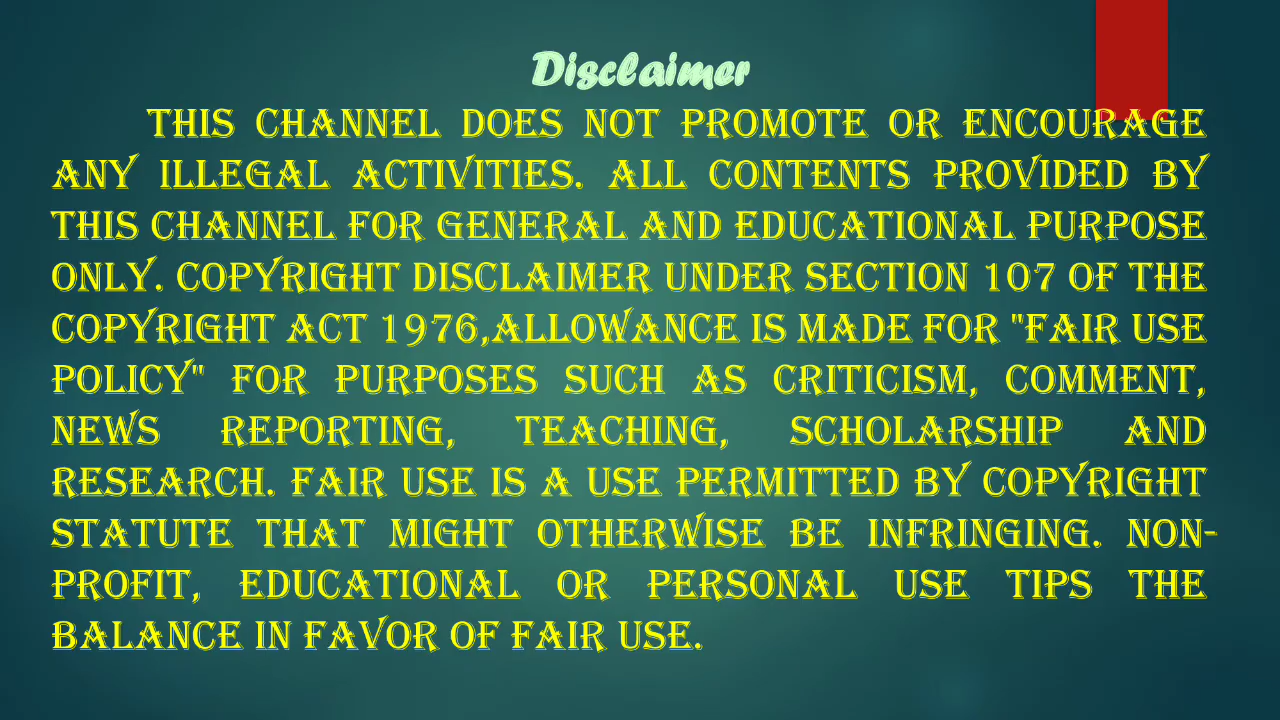 Disclaimer
THIS CHANNEL DOES NOT PROMOTE OR ENCOURAGE
ANY ILLEGAL ACTIVITIES. ALL CONTENTS PROVIDED BY
THIS CHANNEL FOR GENERAL AND EDUCATIONAL PURPOSE
ONLY. COPYRIGHT DISCLAIMER UNDER SECTION 107 OF THE
COPYRIGHT ACT 1976,ALLOWANCE IS MADE FOR "FAIR USE
POLICY" FOR PURPOSES SUCH AS CRITICISM, COMMENT,
NEWS REPORTING, TEACHING, SCHOLARSHIP AND
RESEARCH. FAIR USE IS A USE PERMITTED BY COPYRIGHT
STATUTE THAT MIGHT OTHERWISE BE INFRINGING. NON-
PROFIT, EDUCATIONAL OR PERSONAL USE TIPS THE
BALANCE IN FAVOR OF FAIR USE.